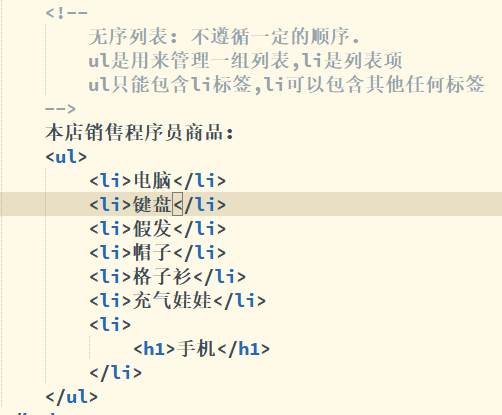 <!--
无序列表: 不遵循一定的顺序.
ul是用来管理一组列表,li是列表项
ul只能包含li标签,li可以包含其他任何标签
-->
本店销售程序员商品:
<ul>
<li>电脑</li>
<li>键盘</li>
<li>假发</li>
<li>帽子</li>
<li>格子衫</li>
<li>充气娃娃</li>
<li>
<h1>手机</h1>
</li>
</ul>